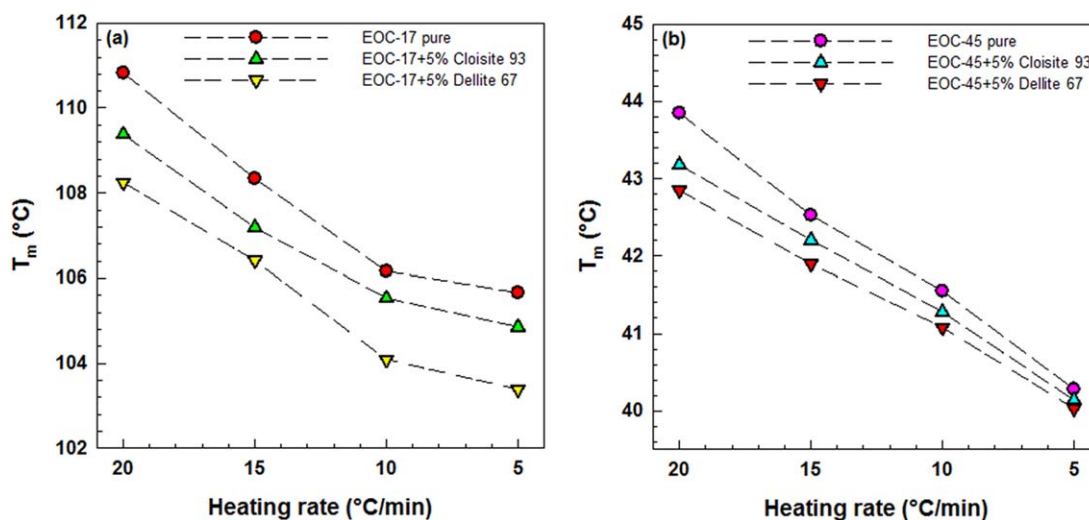 (a)
EOC-17 pure
EOC-17+5% Cloisite 93
EOC-17+5% Dellite 67
112
110
108
106
104
102
Tm (°C)
20 15 10 5
Heating rate (°C/min)
(b)
EOC-45 pure
EOC-45+5% Cloisite 93
EOC-45+5% Dellite 67
45
44
43
42
41
40
Tm (°C)
20 15 10 5
Heating rate (°C/min)